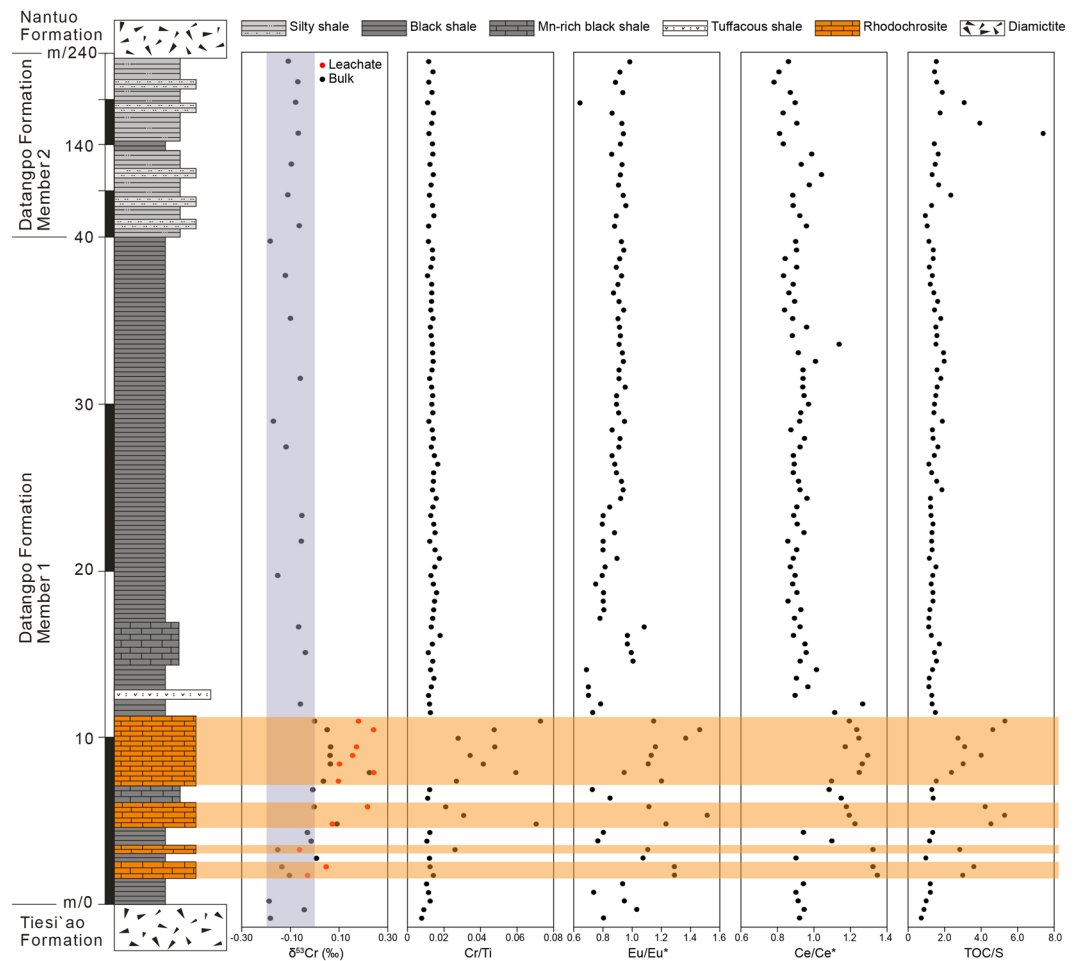 Nantuo
Formation
Silty shale
Black shale
Mn-rich black shale
Tuffacous shale
Rhodochrosite
Diamictite
m/240
Leachate
Bulk
Datangpo Formation
Member 2
140
40
30
Datangpo Formation
Member 1
20
10
m/0
Tiesi`ao
Formation
-0.30 -0.10 0.10 0.30
δ⁵³Cr (‰)
0 0.02 0.04 0.06 0.08
Cr/Ti
0.6 0.8 1.0 1.2 1.4 1.6
Eu/Eu*
0.6 0.8 1.0 1.2 1.4
Ce/Ce*
0 2.0 4.0 6.0 8.0
TOC/S